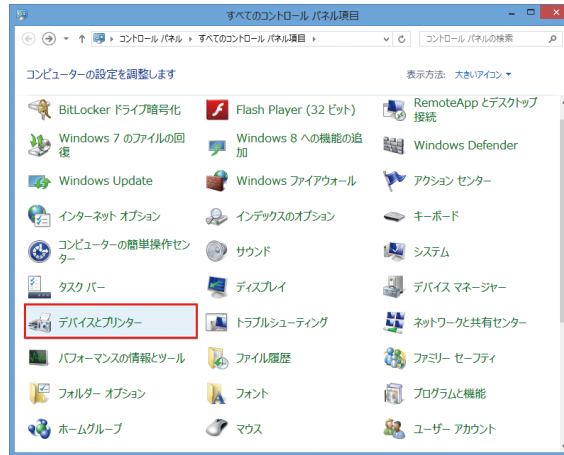 すべてのコントロール パネル項目
コントロール パネル すべてのコントロール パネル項目
コントロール パネルの検索
コンピューターの設定を調整します
表示方法: 大きいアイコン
BitLocker ドライブ暗号化
Flash Player (32 ビット)
RemoteApp とデスクトップ
接続
Windows 7 のファイルの回
復
Windows 8 への機能の追
加
Windows Defender
Windows Update
Windows ファイアウォール
アクション センター
インターネット オプション
インデックスのオプション
キーボード
コンピューターの簡単操作セン
ター
サウンド
システム
タスク バー
ディスプレイ
デバイス マネージャー
デバイスとプリンター
トラブルシューティング
ネットワークと共有センター
パフォーマンスの情報とツール
ファイル履歴
ファミリー セーフティ
フォルダー オプション
フォント
プログラムと機能
ホームグループ
マウス
ユーザー アカウント